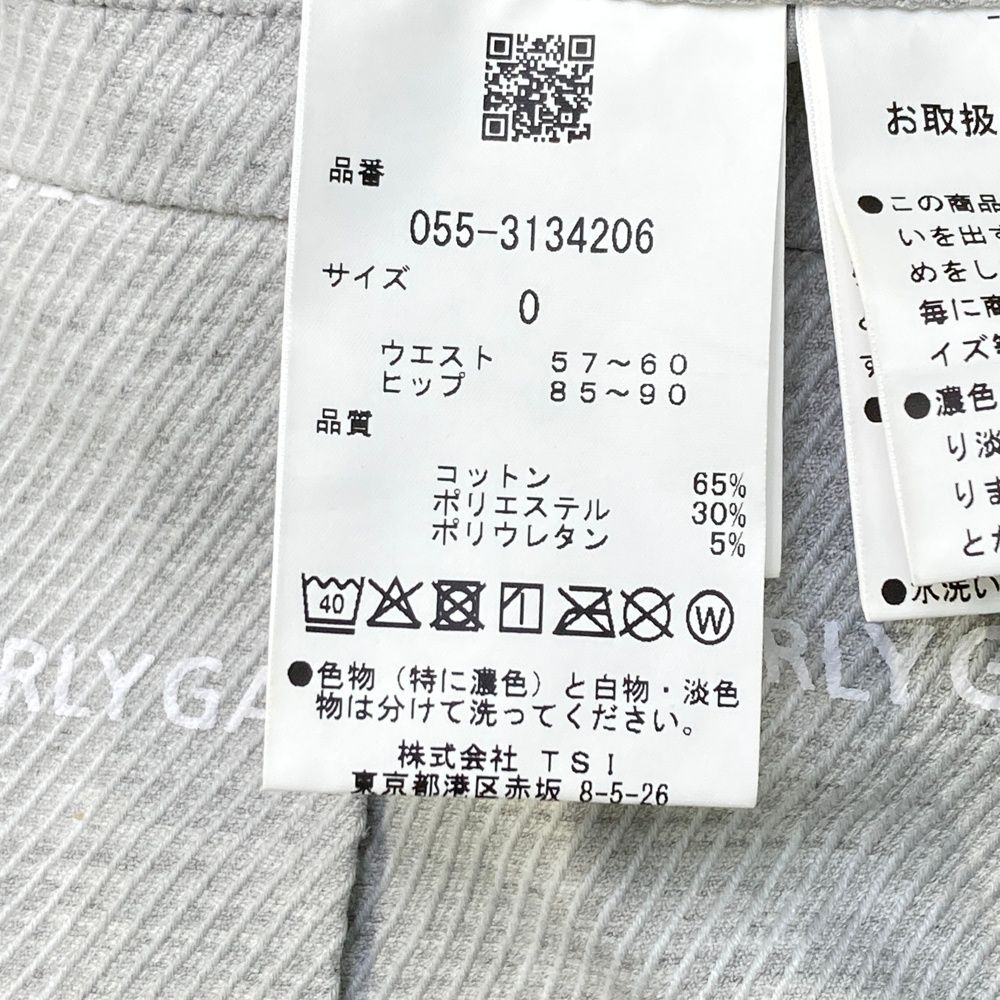 品番
055-3134206
サイズ
0
ウエスト 57～60
ヒップ 85～90
品質
コットン 65%
ポリエステル 30%
ポリウレタン 5%
40
W
●色物（特に濃色）と白物・淡色
物は分けて洗ってください。
株式会社 TSI
東京都港区赤坂 8-5-26
お取扱
●この商品
いを出す
めをし
毎に商
イズ毎
●濃色
り淡
りま
とが
●水洗い
RLY GA
RLY G